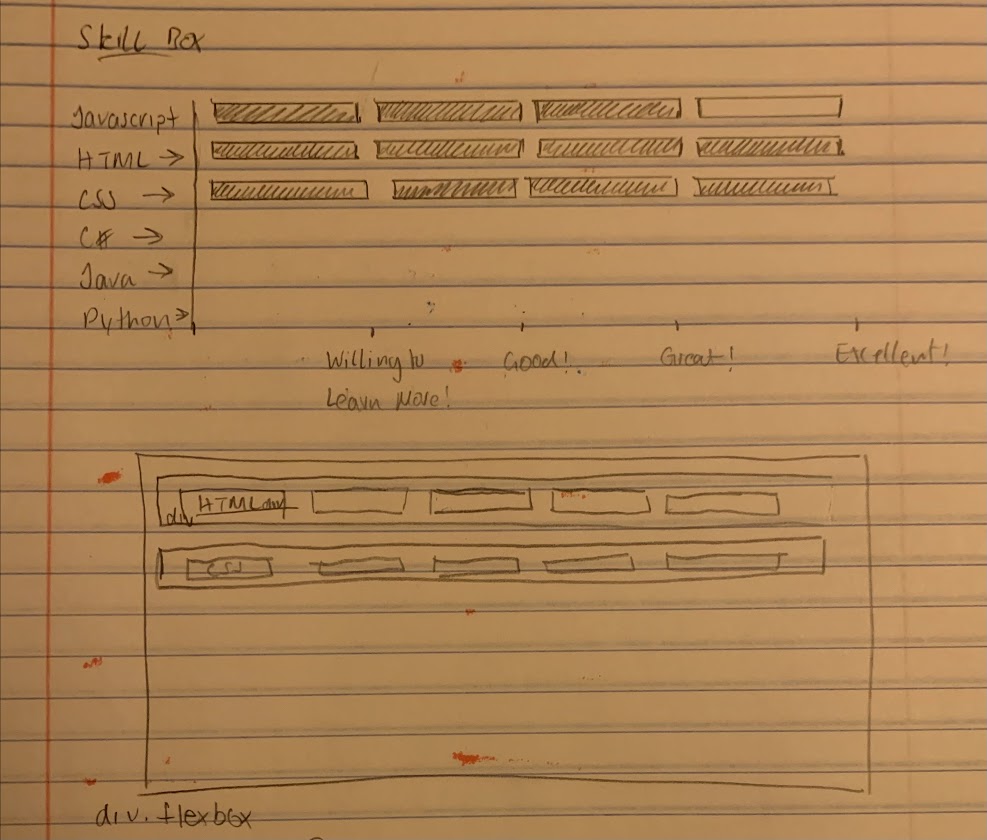 Skill Box
Javascript
HTML →
CSS →
C# →
Java →
Python >
Willing to Good! Great! Excellent!
Learn More!
div HTML
CSS
div. flexbox